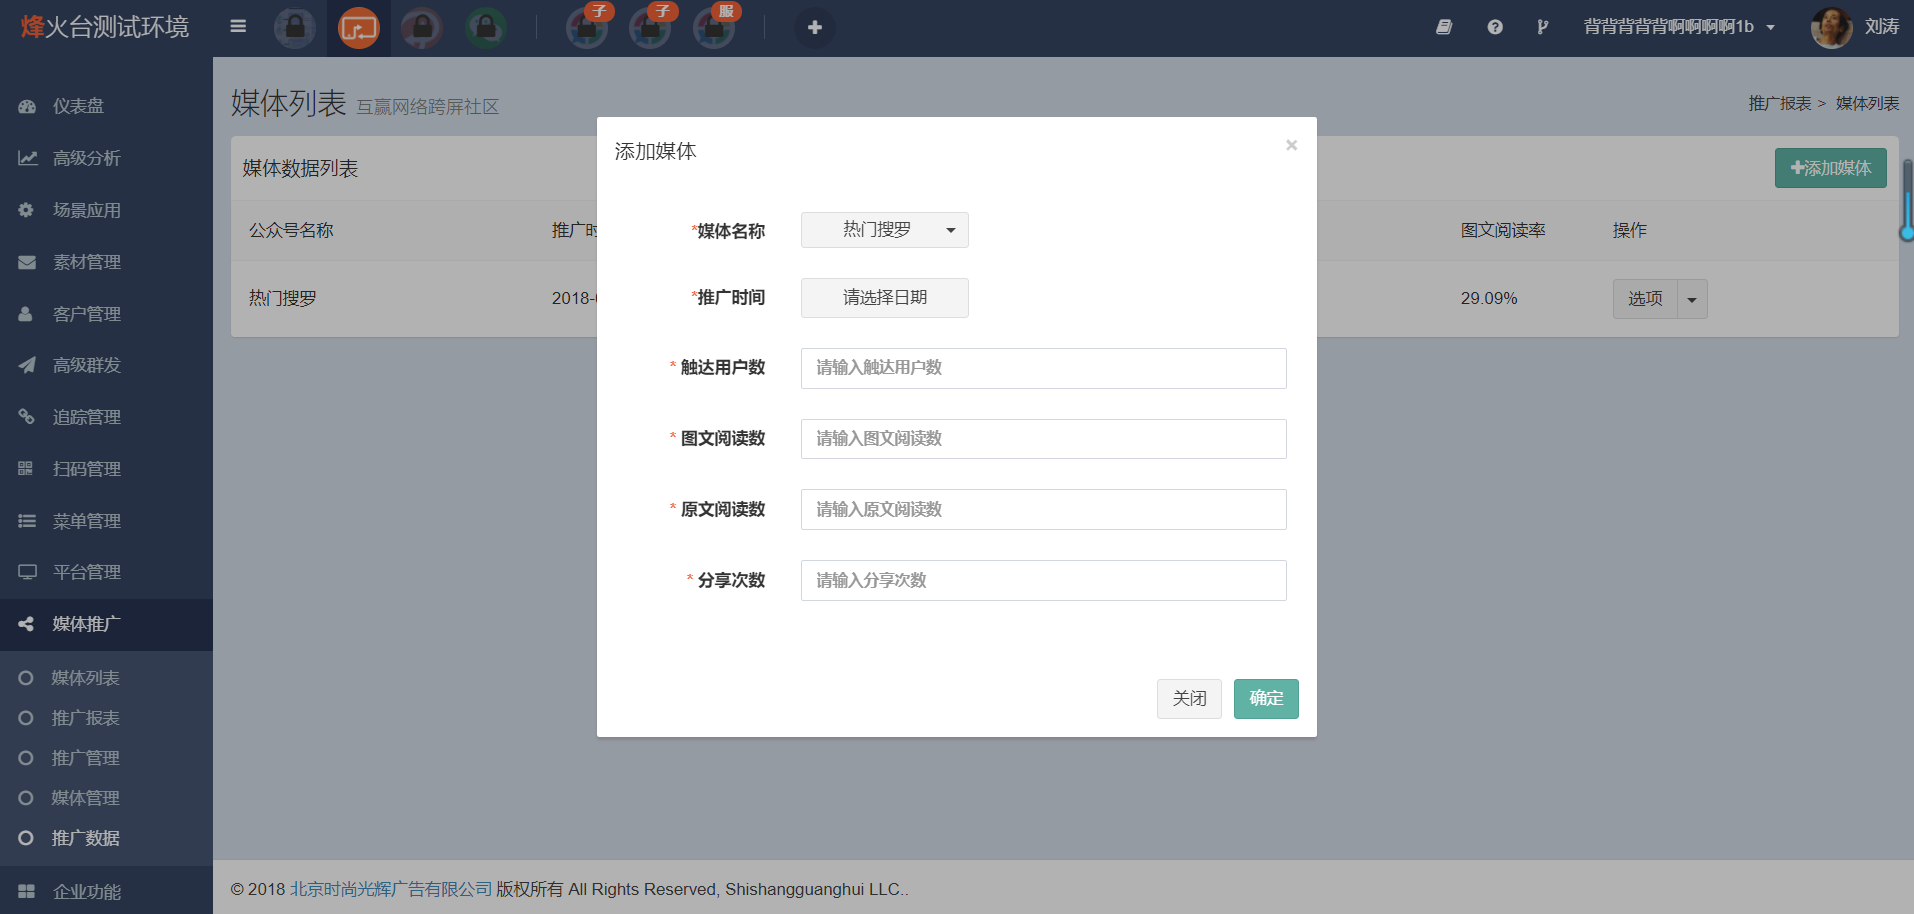 烽火台测试环境
子
子
服
背背背背背啊啊啊啊1b
刘涛
仪表盘
高级分析
场景应用
素材管理
客户管理
高级群发
追踪管理
扫码管理
菜单管理
平台管理
媒体推广
媒体列表
推广报表
推广管理
媒体管理
推广数据
企业功能
媒体列表 互赢网络跨屏社区
推广报表 > 媒体列表
媒体数据列表
添加媒体
公众号名称
推广时
图文阅读率
操作
热门搜罗
2018-
29.09%
选项
添加媒体
×
*媒体名称
热门搜罗
*推广时间
请选择日期
* 触达用户数
请输入触达用户数
* 图文阅读数
请输入图文阅读数
* 原文阅读数
请输入原文阅读数
* 分享次数
请输入分享次数
关闭
确定
© 2018 北京时尚光辉广告有限公司 版权所有 All Rights Reserved, Shishangguanghui LLC..